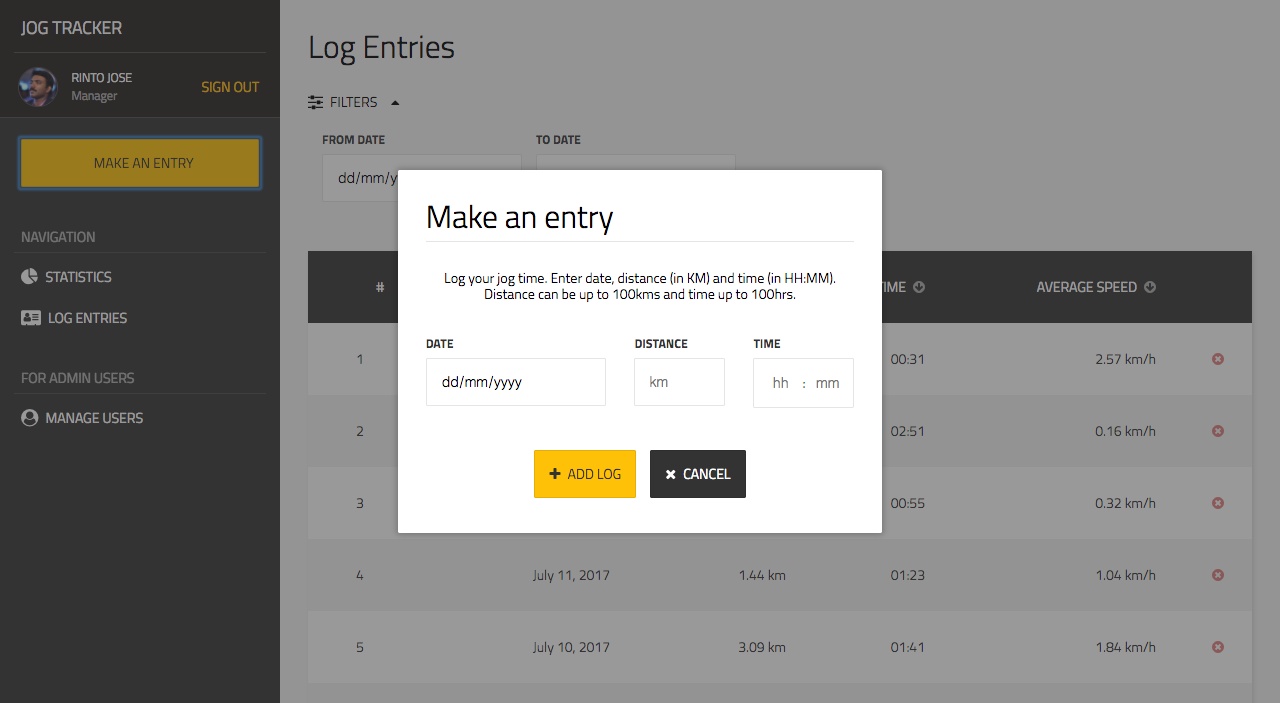 JOG TRACKER
RINTO JOSE
Manager
SIGN OUT
MAKE AN ENTRY
NAVIGATION
STATISTICS
LOG ENTRIES
FOR ADMIN USERS
MANAGE USERS
Log Entries
FILTERS
FROM DATE TO DATE
dd/mm/y
Make an entry
Log your jog time. Enter date, distance (in KM) and time (in HH:MM).
Distance can be up to 100kms and time up to 100hrs.
DATE DISTANCE TIME
dd/mm/yyyy km hh : mm
ADD LOG CANCEL
# IME AVERAGE SPEED
1 00:31 2.57 km/h
2 02:51 0.16 km/h
3 00:55 0.32 km/h
4 July 11, 2017 1.44 km 01:23 1.04 km/h
5 July 10, 2017 3.09 km 01:41 1.84 km/h